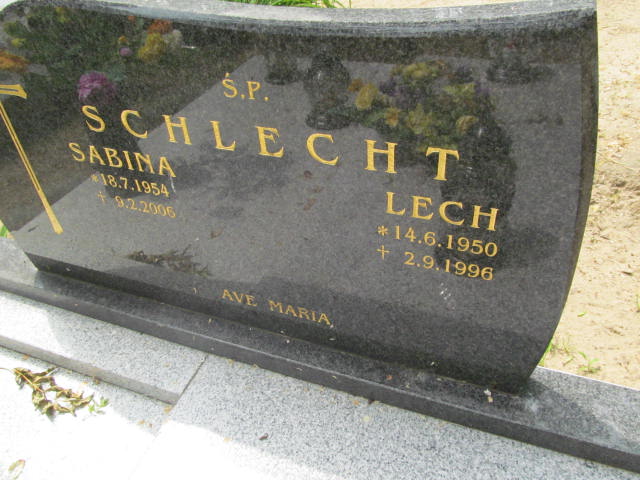 Ś.P.
SCHLECHT
SABINA
*18.7.1954
+ 9.2.2006
LECH
*14.6.1950
+ 2.9.1996
AVE MARIA